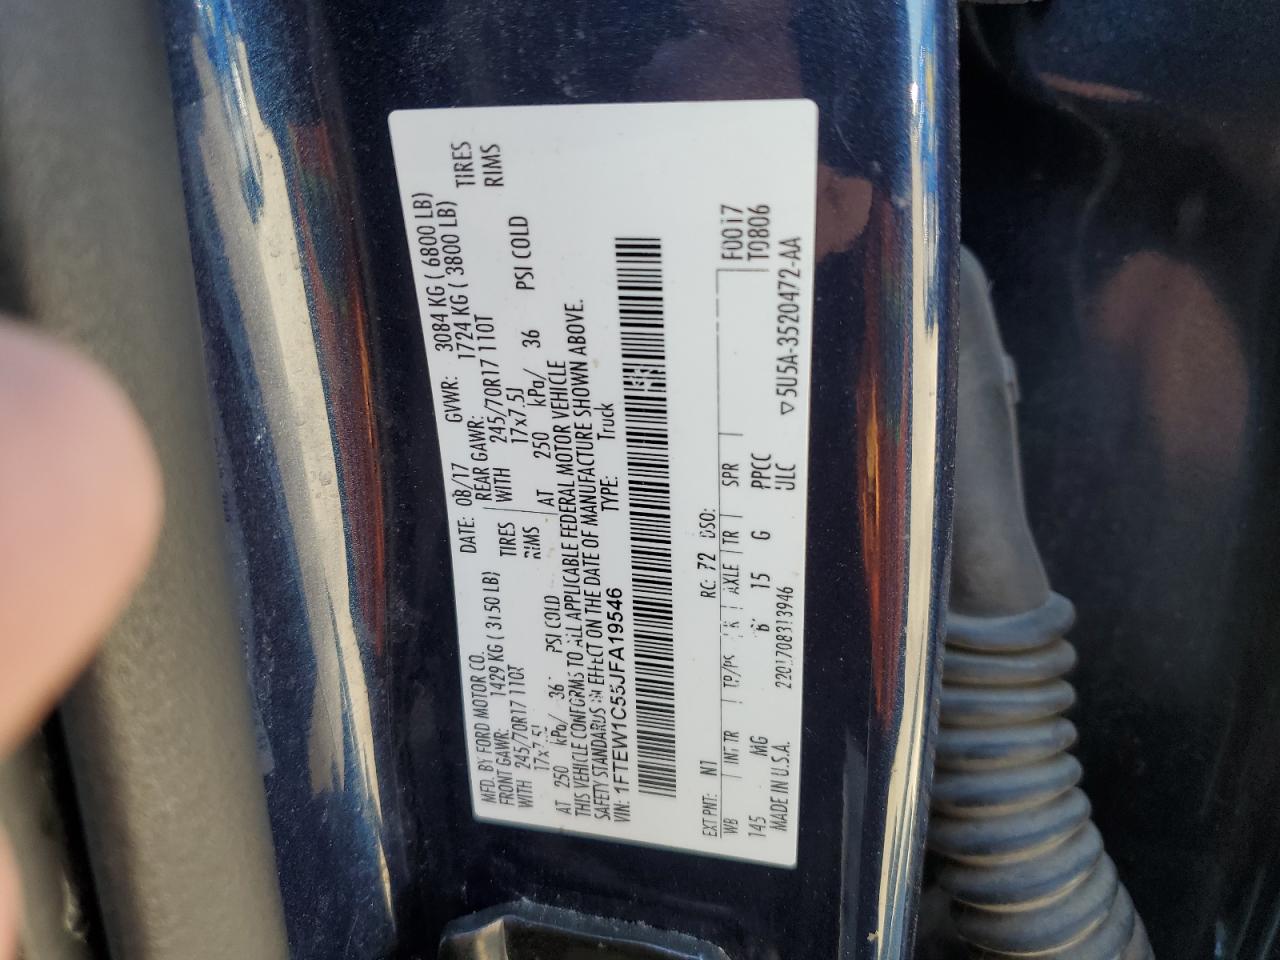 MFD. BY FORD MOTOR CO.
DATE: 08/17 GVWR: 3084 KG ( 6800 LB)
FRONT GAWR: 1429 KG ( 3150 LB) REAR GAWR: 1724 KG ( 3800 LB)
WITH 245/70R17 110T TIRES WITH 245/70R17 110T TIRES
17x7.5J RIMS 17x7.5J RIMS
AT 250 kPa/ 36 PSI COLD AT 250 kPa/ 36 PSI COLD
THIS VEHICLE CONFORMS TO ALL APPLICABLE FEDERAL MOTOR VEHICLE
SAFETY STANDARDS IN EFFECT ON THE DATE OF MANUFACTURE SHOWN ABOVE.
VIN: 1FTEW1C55JFA19546 TYPE: Truck
EXT PNT: N1 RC: 72 DSO:
WB INT TR TP/PS R AXLE TR SPR F0017
145 MG B 15 G PPCC T0806
MADE IN U.S.A. 220170831394​6 ULC
▽5U5A-3520472-AA